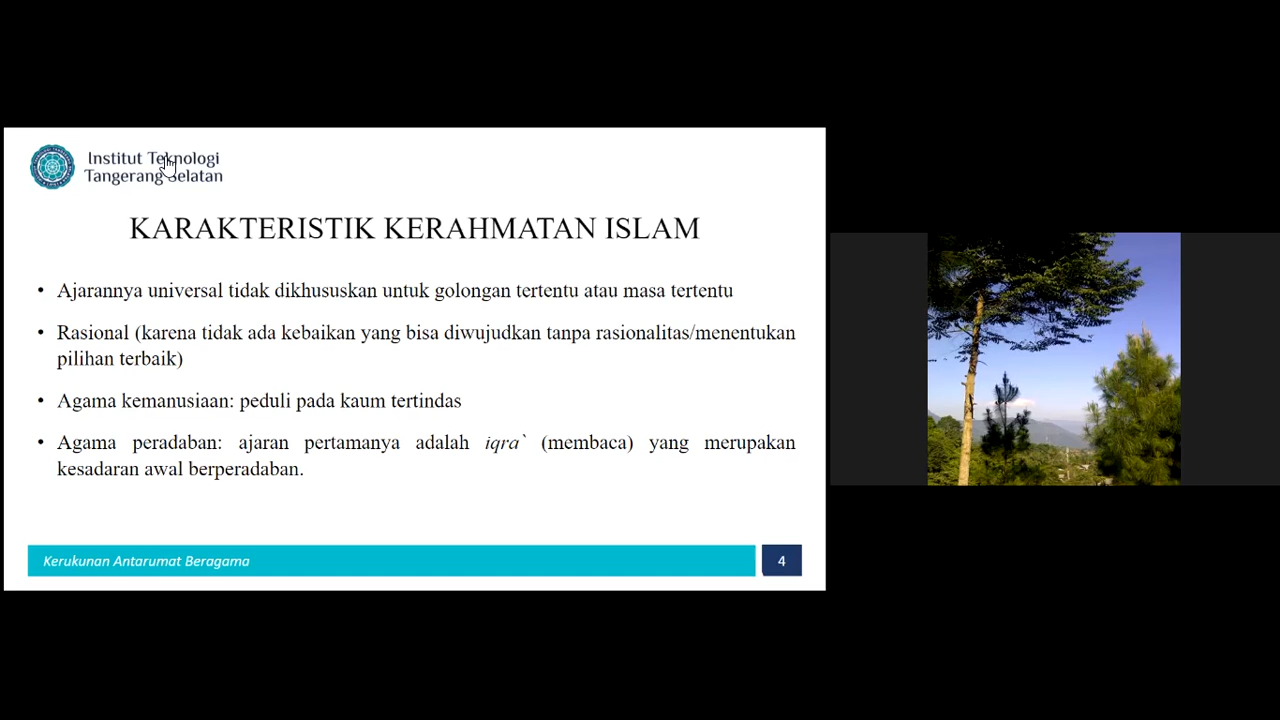 Institut Teknologi
Tangerang Selatan
KARAKTERISTIK KERAHMATAN ISLAM
• Ajarannya universal tidak dikhususkan untuk golongan tertentu atau masa tertentu
• Rasional (karena tidak ada kebaikan yang bisa diwujudkan tanpa rasionalitas/menentukan
pilihan terbaik)
• Agama kemanusiaan: peduli pada kaum tertindas
• Agama peradaban: ajaran pertamanya adalah iqra` (membaca) yang merupakan
kesadaran awal berperadaban.
Kerukunan Antarumat Beragama
4